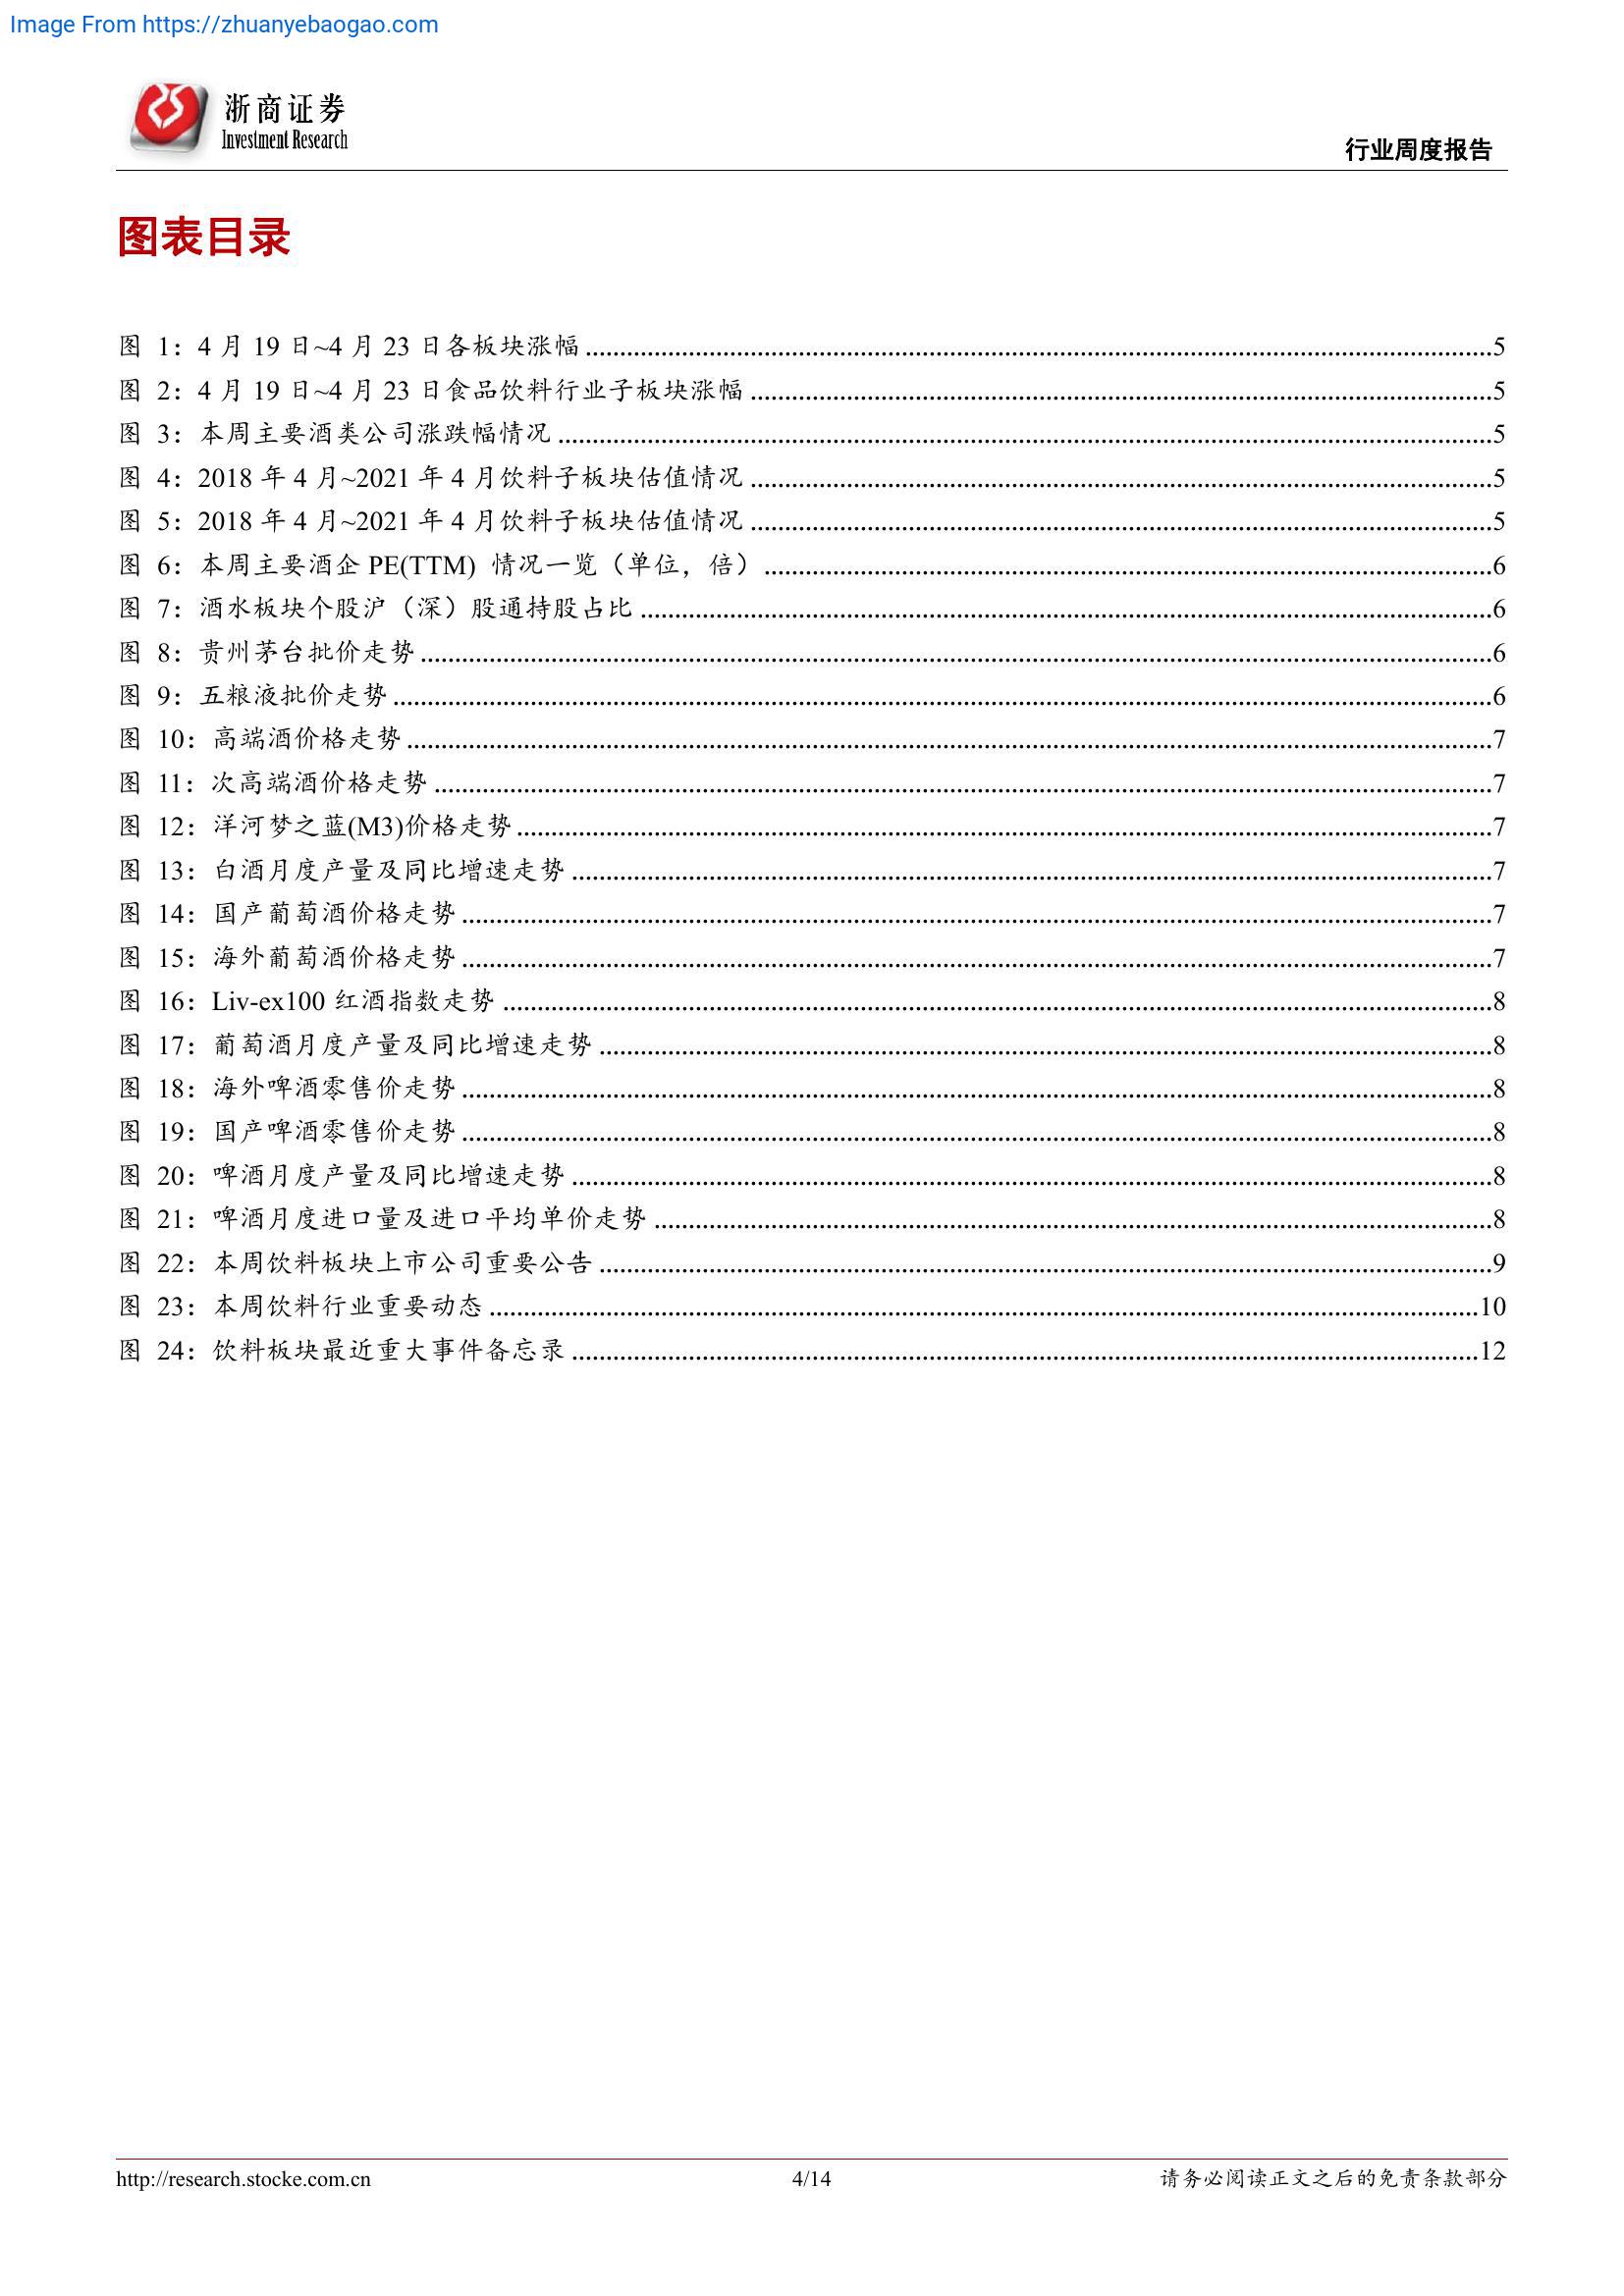 Image From https://zhuanyebaogao.com
浙商证券
Investment Research
行业周度报告
图表目录
图 1：4 月 19 日~4 月 23 日各板块涨幅........................................5
图 2：4 月 19 日~4 月 23 日食品饮料行业子板块涨幅........................................5
图 3：本周主要酒类公司涨跌幅情况........................................5
图 4：2018 年 4 月~2021 年 4 月饮料子板块估值情况........................................5
图 5：2018 年 4 月~2021 年 4 月饮料子板块估值情况........................................5
图 6：本周主要酒企 PE(TTM) 情况一览（单位，倍）........................................6
图 7：酒水板块个股沪（深）股通持股占比........................................6
图 8：贵州茅台批价走势........................................6
图 9：五粮液批价走势........................................6
图 10：高端酒价格走势........................................7
图 11：次高端酒价格走势........................................7
图 12：洋河梦之蓝(M3)价格走势........................................7
图 13：白酒月度产量及同比增速走势........................................7
图 14：国产葡萄酒价格走势........................................7
图 15：海外葡萄酒价格走势........................................7
图 16：Liv-ex100 红酒指数走势........................................8
图 17：葡萄酒月度产量及同比增速走势........................................8
图 18：海外啤酒零售价走势........................................8
图 19：国产啤酒零售价走势........................................8
图 20：啤酒月度产量及同比增速走势........................................8
图 21：啤酒月度进口量及进口平均单价走势........................................8
图 22：本周饮料板块上市公司重要公告........................................9
图 23：本周饮料行业重要动态........................................10
图 24：饮料板块最近重大事件备忘录........................................12
http://research.stocke.com.cn
4/14
请务必阅读正文之后的免责条款部分